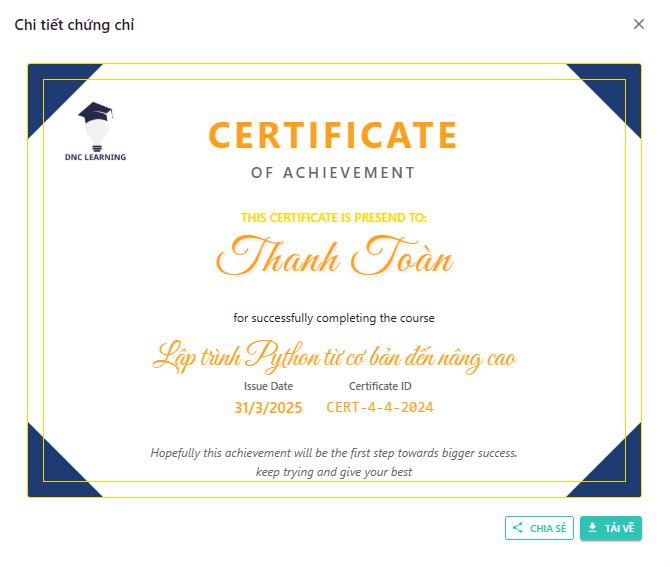 Chi tiết chứng chỉ
DNC LEARNING
CERTIFICATE
OF ACHIEVEMENT
THIS CERTIFICATE IS PRESEND TO:
Thanh Toàn
for successfully completing the course
Lập trình Python từ cơ bản đến nâng cao
Issue Date Certificate ID
31/3/2025 CERT-4-4-2024
Hopefully this achievement will be the first step towards bigger success.
keep trying and give your best
CHIA SẺ TẢI VỀ